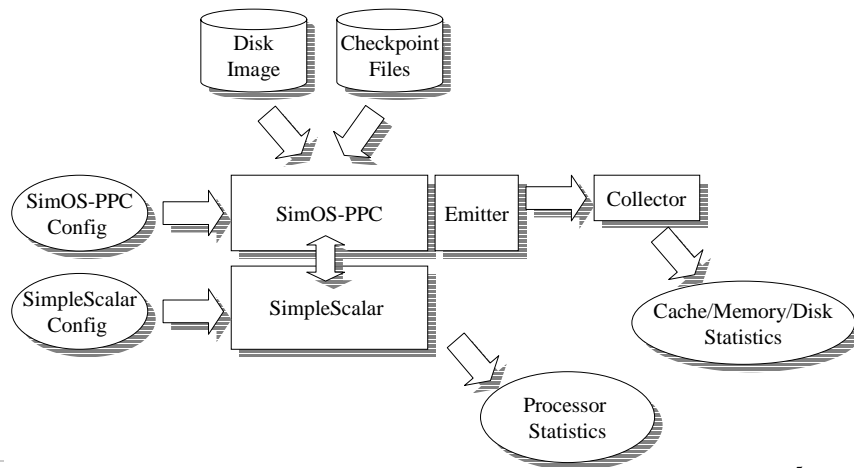 Disk
Image
Checkpoint
Files
SimOS-PPC
Config
SimOS-PPC
Emitter
Collector
SimpleScalar
Config
SimpleScalar
Cache/Memory/Disk
Statistics
Processor
Statistics